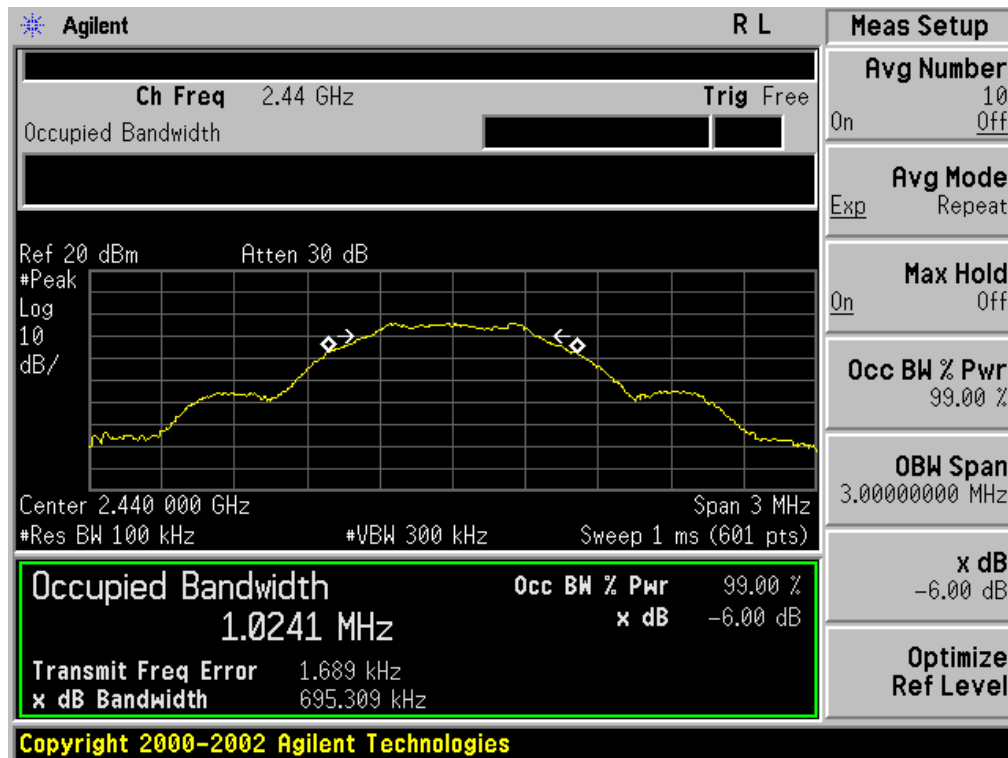 Agilent R L
Ch Freq 2.44 GHz Trig Free
Occupied Bandwidth
Ref 20 dBm Atten 30 dB
#Peak
Log
10
dB/
Center 2.440 000 GHz Span 3 MHz
#Res BW 100 kHz #VBW 300 kHz Sweep 1 ms (601 pts)
Occupied Bandwidth Occ BW % Pwr 99.00 %
1.0241 MHz x dB -6.00 dB
Transmit Freq Error 1.689 kHz
x dB Bandwidth 695.309 kHz
Copyright 2000-2002 Agilent Technologies
Meas Setup
Avg Number
10
On Off
Avg Mode
Exp Repeat
Max Hold
On Off
Occ BW % Pwr
99.00 %
OBW Span
3.00000000 MHz
x dB
-6.00 dB
Optimize
Ref Level